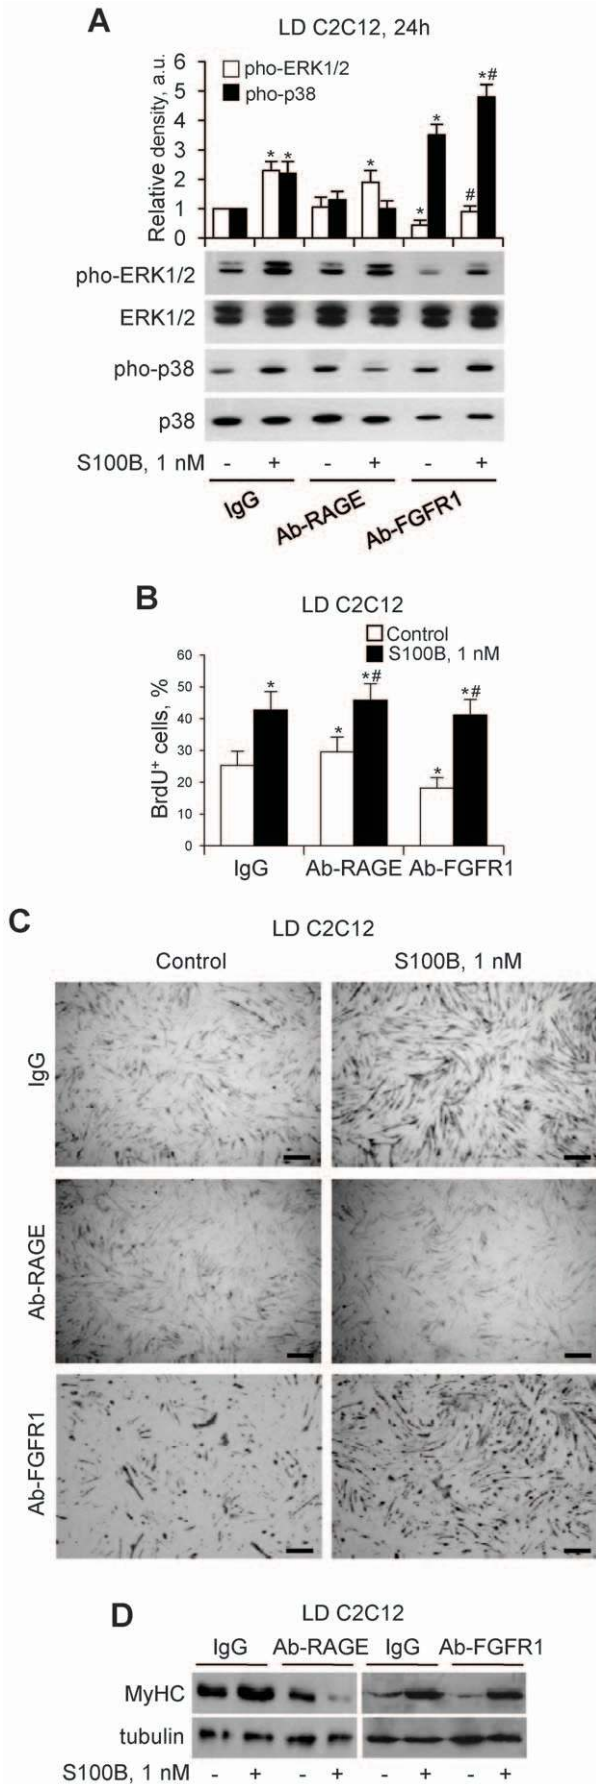 A
LD C2C12, 24h
Relative density, a.u.
6
5
4
3
2
1
0
pho-ERK1/2
pho-p38
* * * * * *# #
pho-ERK1/2
ERK1/2
pho-p38
p38
S100B, 1 nM - + - + - +
IgG Ab-RAGE Ab-FGFR1
B
LD C2C12
Control
S100B, 1 nM
BrdU+ cells, %
60
50
40
30
20
10
0
* * *# * *#
IgG Ab-RAGE Ab-FGFR1
C
LD C2C12
Control S100B, 1 nM
IgG
Ab-RAGE
Ab-FGFR1
D
LD C2C12
IgG Ab-RAGE IgG Ab-FGFR1
MyHC
tubulin
S100B, 1 nM - + - + - + - +